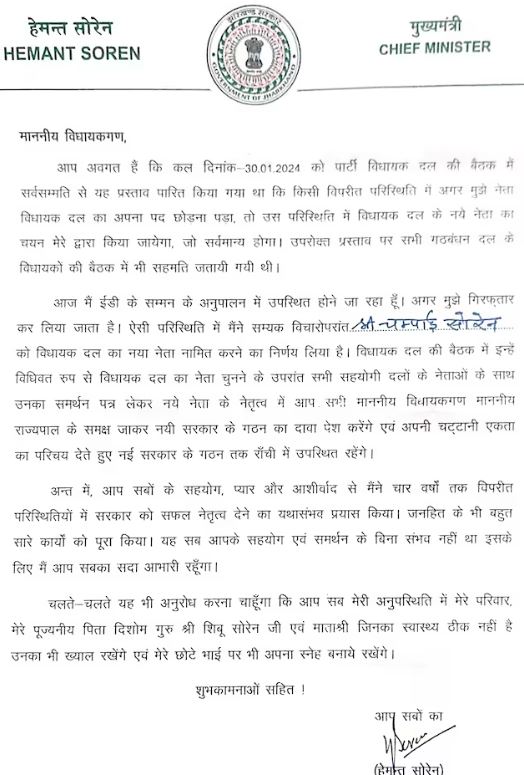 हेमन्त सोरेन
HEMANT SOREN
झारखण्ड सरकार
GOVERNMENT OF JHARKHAND
मुख्यमंत्री
CHIEF MINISTER
माननीय विधायकगण,
आप अवगत हैं कि कल दिनांक–30.01.2024 को पार्टी विधायक दल की बैठक में
सर्वसम्मति से यह प्रस्ताव पारित किया गया था कि किसी विपरीत परिस्थिति में अगर मुझे नेता
विधायक दल का अपना पद छोड़ना पड़ा, तो उस परिस्थिति में विधायक दल के नये नेता का
चयन मेरे द्वारा किया जायेगा, जो सर्वमान्य होगा। उपरोक्त प्रस्ताव पर सभी गठबंधन दल के
विधायकों की बैठक में भी सहमति जतायी गयी थी।
आज मैं ईडी के सम्मन के अनुपालन में उपस्थित होने जा रहा हूँ। अगर मुझे गिरफ्तार
कर लिया जाता है। ऐसी परिस्थिति में मैंने सम्यक विचारोपरांत श्री चम्पाई सोरेन
को विधायक दल का नया नेता नामित करने का निर्णय लिया है। विधायक दल की बैठक में इन्हें
विधिवत रुप से विधायक दल का नेता चुनने के उपरांत सभी सहयोगी दलों के नेताओं के साथ
उनका समर्थन पत्र लेकर नये नेता के नेतृत्व में आप सभी माननीय विधायकगण माननीय
राज्यपाल के समक्ष जाकर नयी सरकार के गठन का दावा पेश करेंगे एवं अपनी चट्टानी एकता
का परिचय देते हुए नई सरकार के गठन तक राँची में उपस्थित रहेंगे।
अन्त में, आप सबों के सहयोग, प्यार और आशीर्वाद से मैंने चार वर्षों तक विपरीत
परिस्थितियों में सरकार को सफल नेतृत्व देने का यथासंभव प्रयास किया। जनहित के भी बहुत
सारे कार्यों को पूरा किया। यह सब आपके सहयोग एवं समर्थन के बिना संभव नहीं था इसके
लिए मैं आप सबका सदा आभारी रहूँगा।
चलते–चलते यह भी अनुरोध करना चाहूँगा कि आप सब मेरी अनुपस्थिति में मेरे परिवार,
मेरे पूज्यनीय पिता दिशोम गुरु श्री शिबू सोरेन जी एवं माताश्री जिनका स्वास्थ्य ठीक नहीं है
उनका भी ख्याल रखेंगे एवं मेरे छोटे भाई पर भी अपना स्नेह बनाये रखेंगे।
शुभकामनाओं सहित !
आप सबों का
(हेमन्त सोरेन)